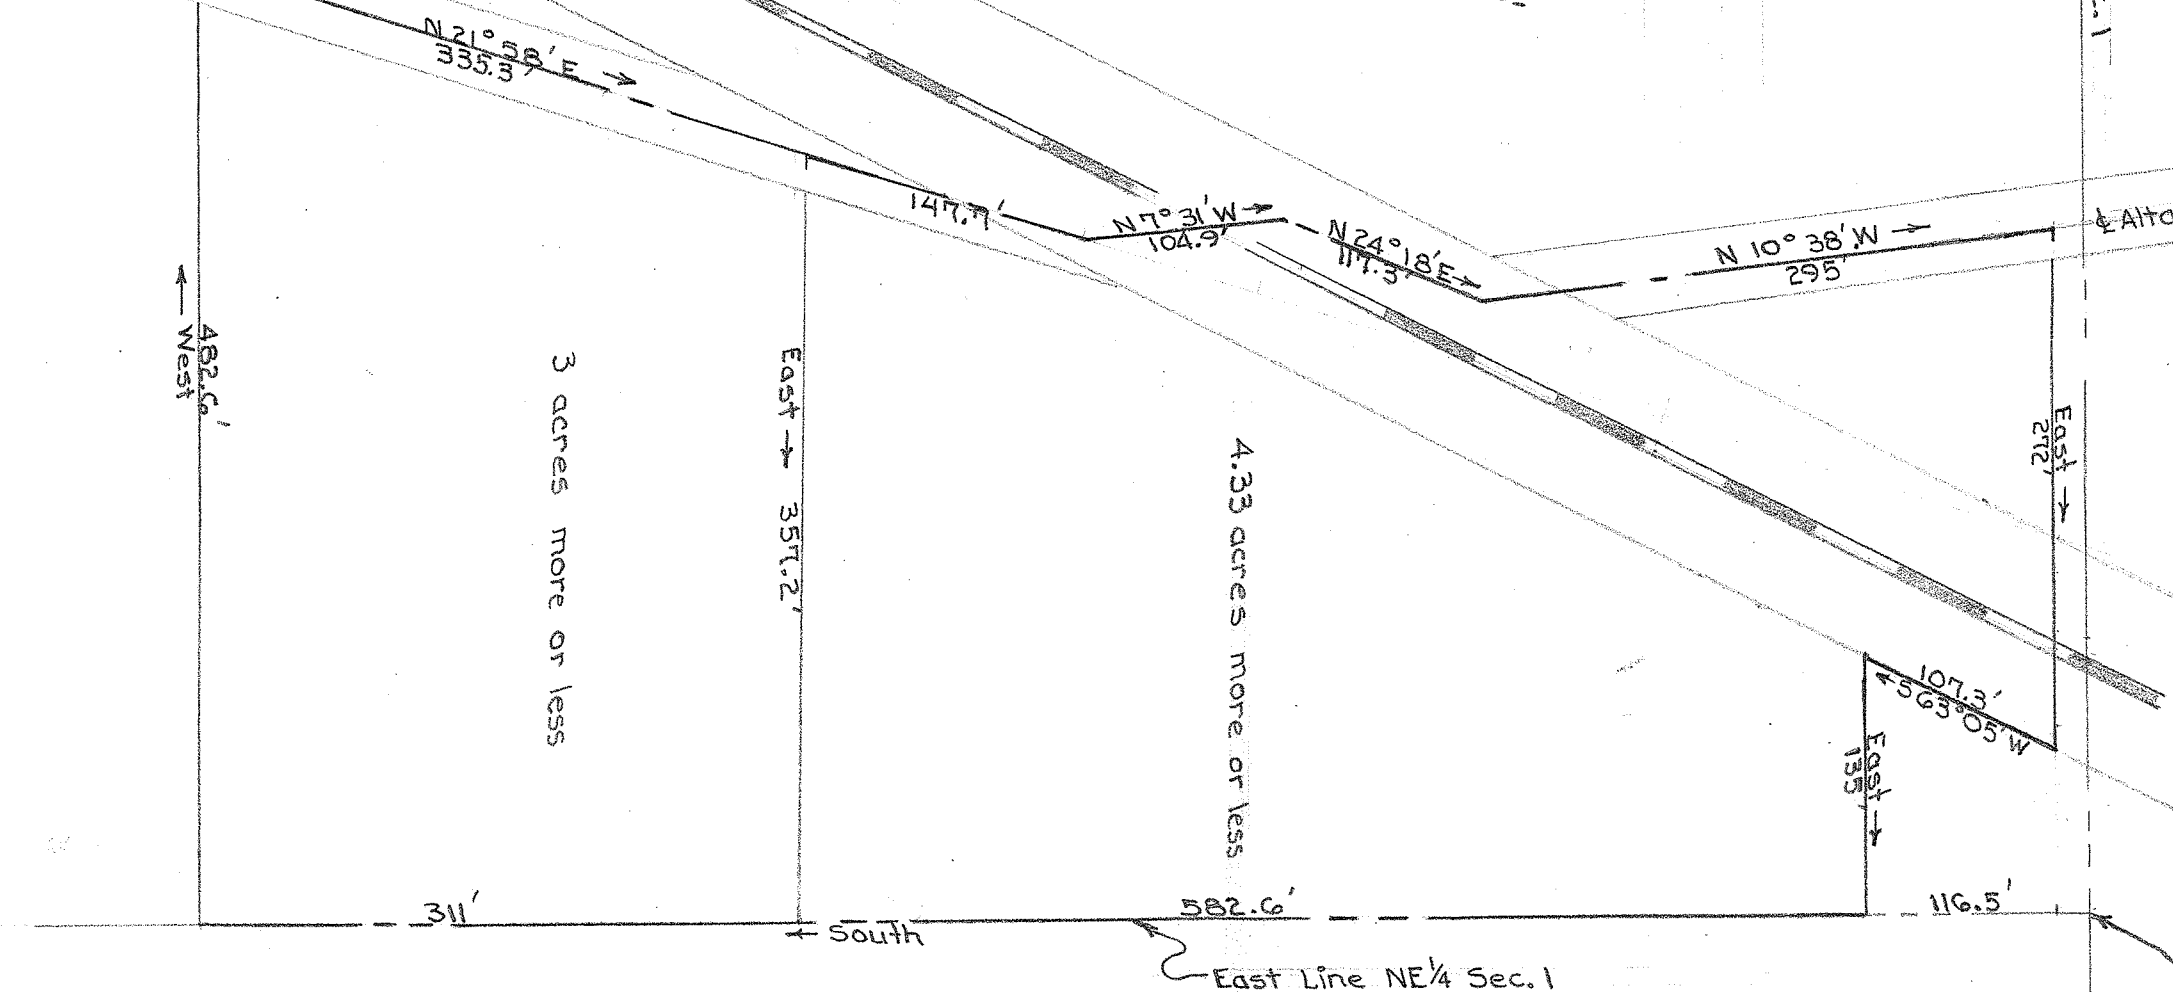 N 21° 58' E →
335.3'
147.7'
N 7° 31' W →
104.9'
N 24° 18' E →
117.3'
N 10° 38' W →
295'
℄ Alto
← West
482.6'
3 acres more or less
East → 357.2'
4.33 acres more or less
East →
272'
107.3'
← S 63° 05' W
East →
135
311'
← South
582.6'
116.5'
East Line NE 1/4 Sec. 1